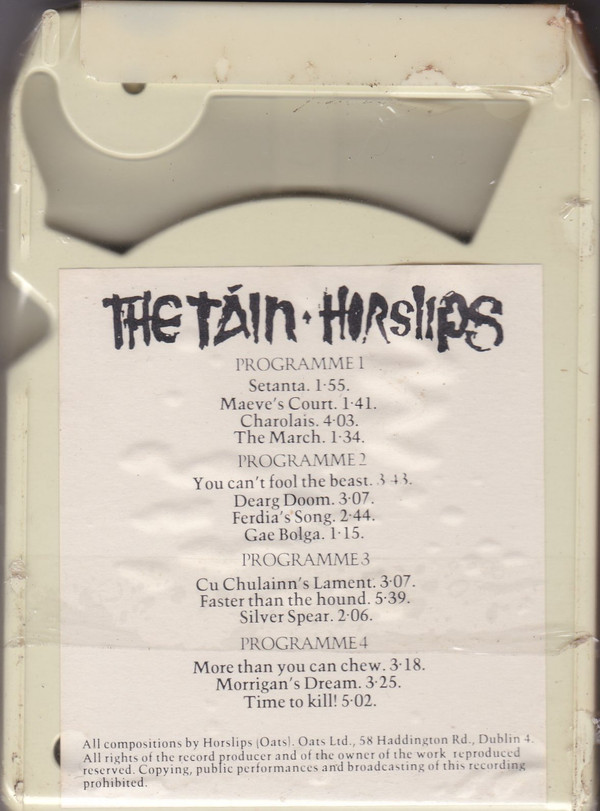 THE TÁIN · HORSLIPS
PROGRAMME 1
Setanta. 1·55.
Maeve's Court. 1·41.
Charolais. 4·03.
The March. 1·34.
PROGRAMME 2
You can't fool the beast. 3·43.
Dearg Doom. 3·07.
Ferdia's Song. 2·44.
Gae Bolga. 1·15.
PROGRAMME 3
Cu Chulainn's Lament. 3·07.
Faster than the hound. 5·39.
Silver Spear. 2·06.
PROGRAMME 4
More than you can chew. 3·18.
Morrigan's Dream. 3·25.
Time to kill! 5·02.
All compositions by Horslips (Oats). Oats Ltd., 58 Haddington Rd., Dublin 4.
All rights of the record producer and of the owner of the work reproduced
reserved. Copying, public performances and broadcasting of this recording
prohibited.